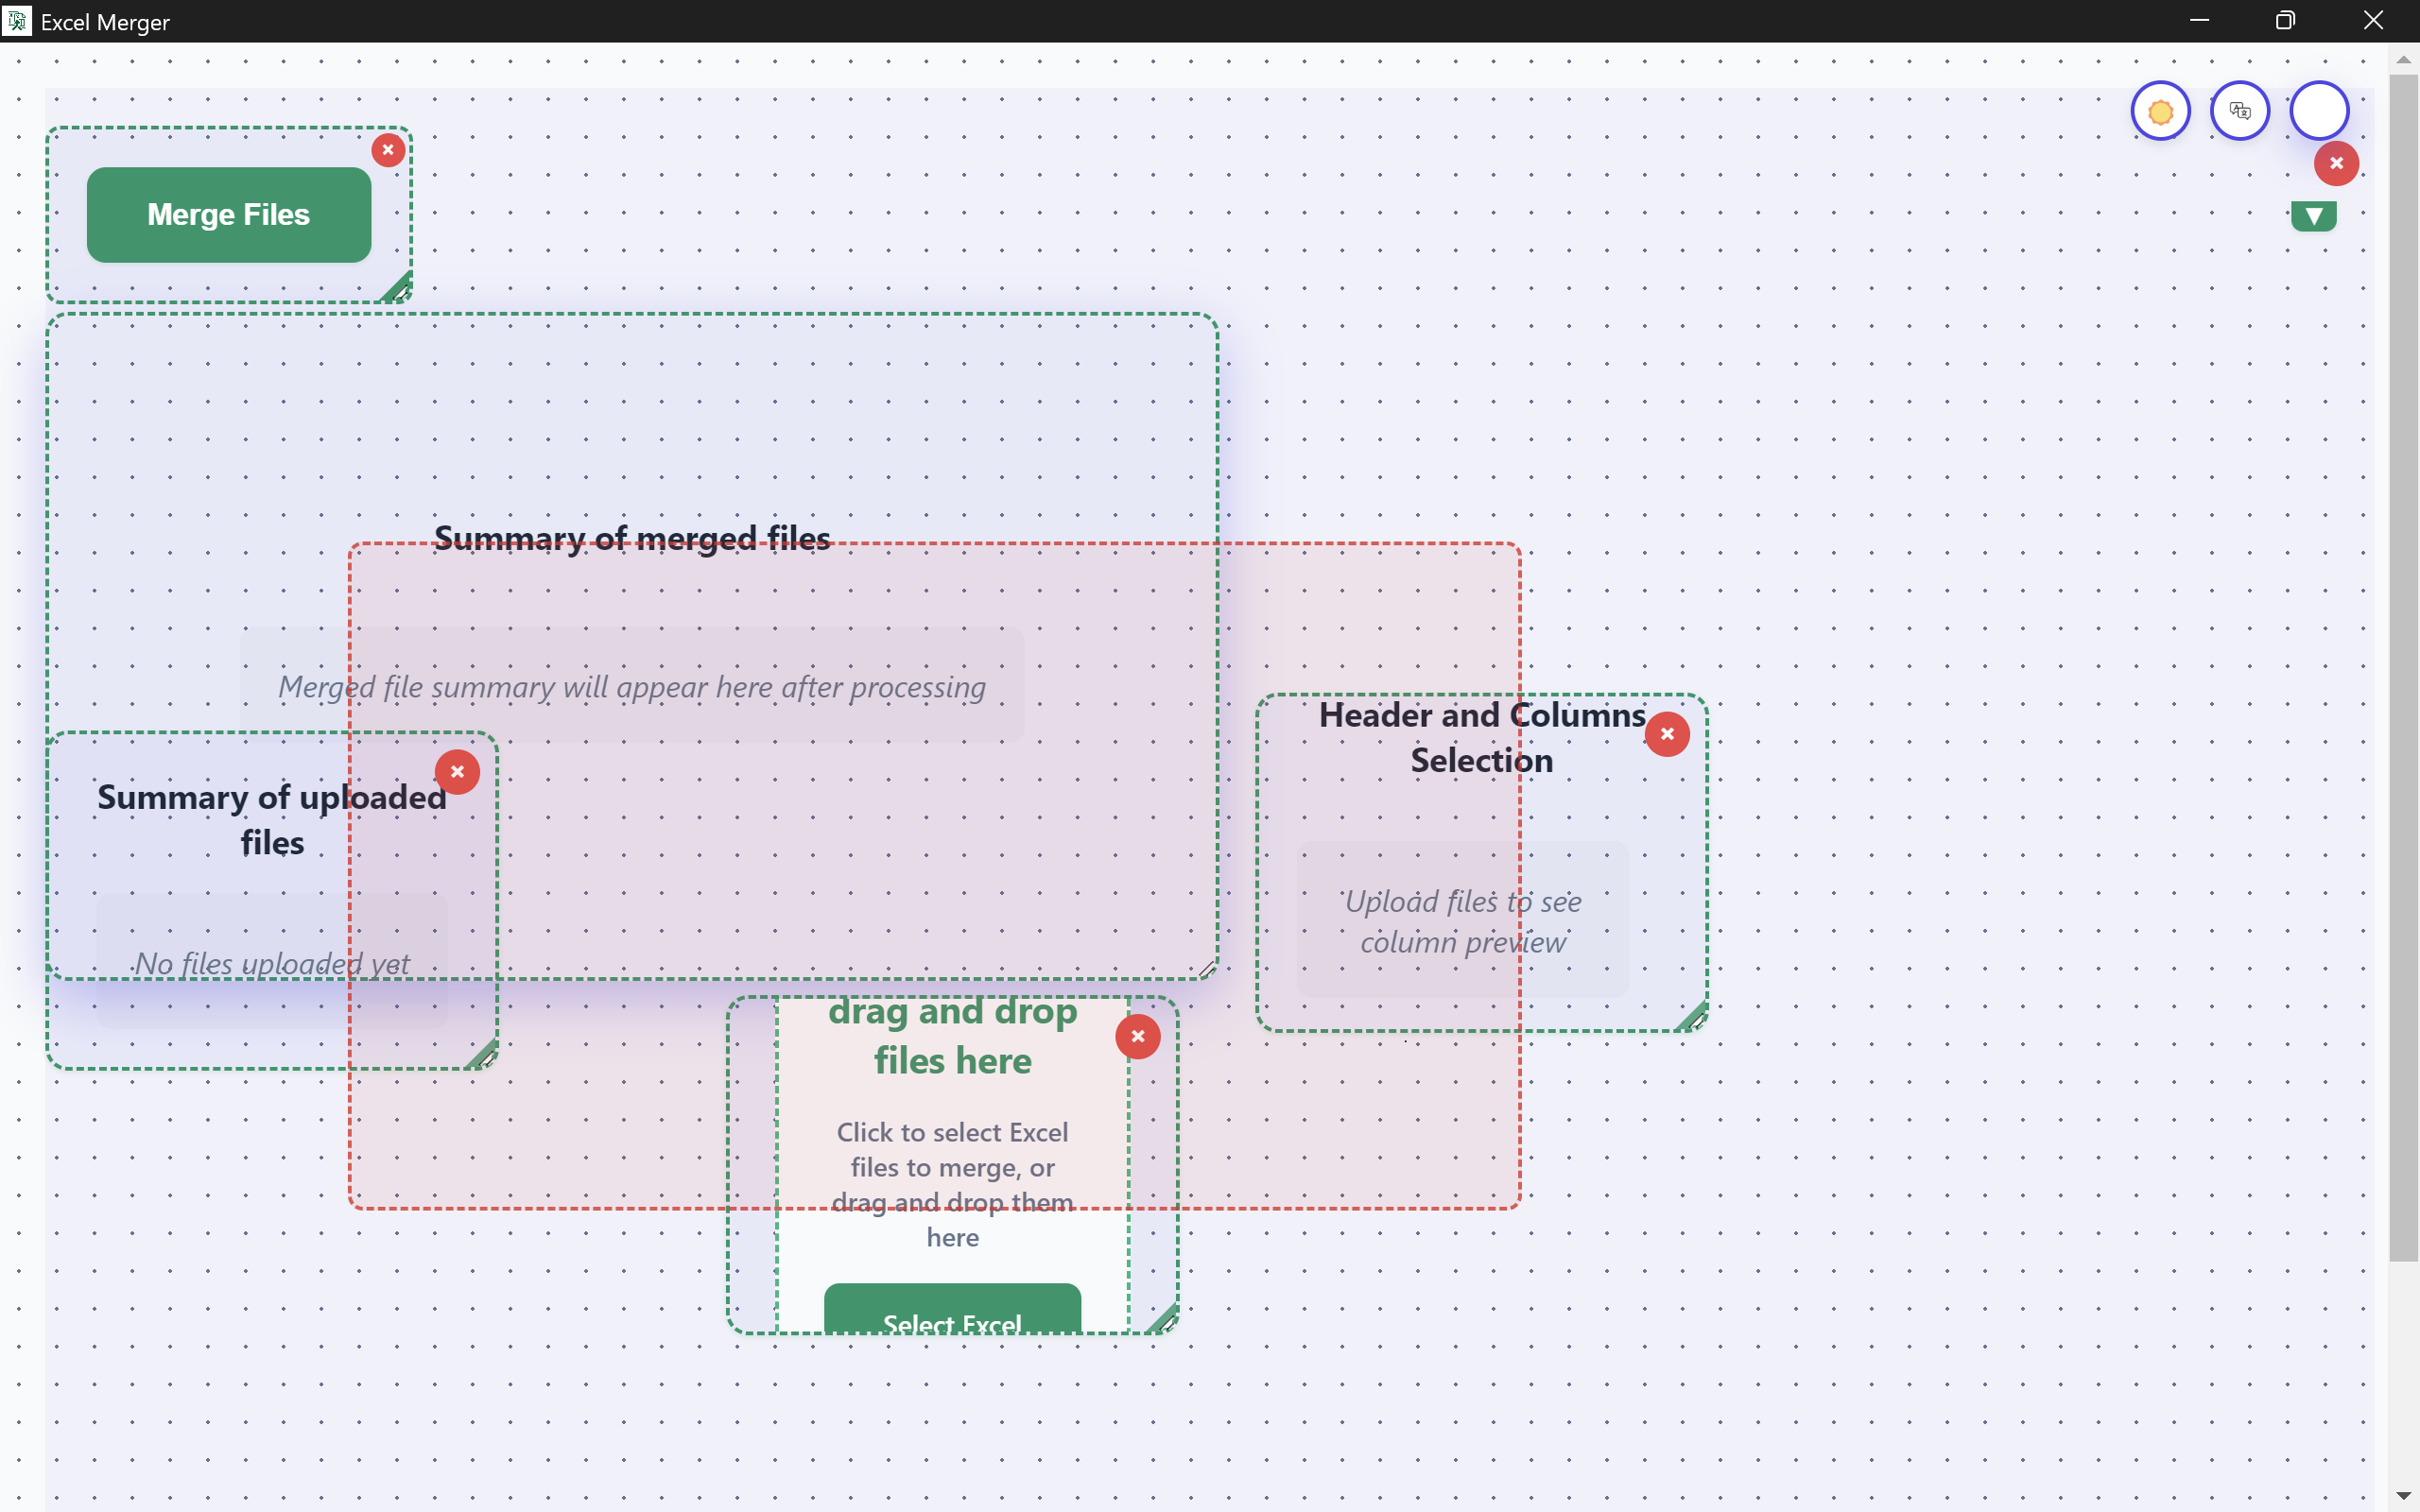 Excel Merger
Merge Files
Summary of merged files
Merged file summary will appear here after processing
Header and Columns
Selection
Summary of uploaded
files
Upload files to see
column preview
No files uploaded yet
drag and drop
files here
Click to select Excel
files to merge, or
drag and drop them
here
Select Excel